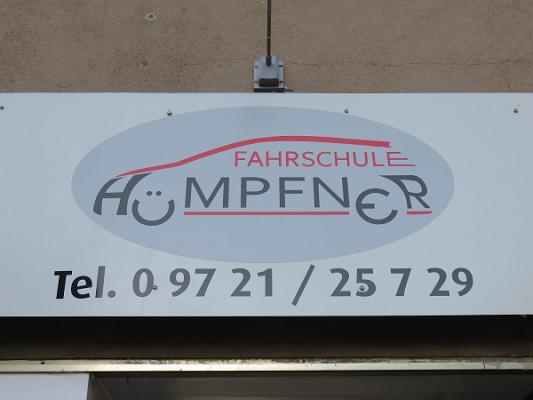 FAHRSCHULE
HÜMPFNER
Tel. 0 97 21 / 25 7 29